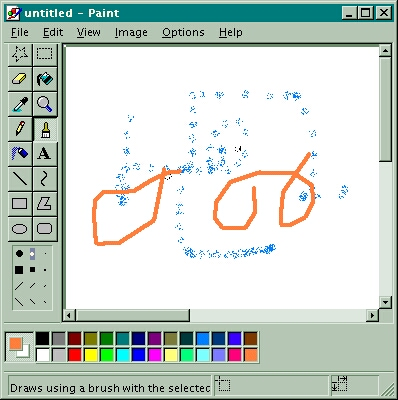 untitled - Paint
File Edit View Image Options Help
A
Draws using a brush with the selected